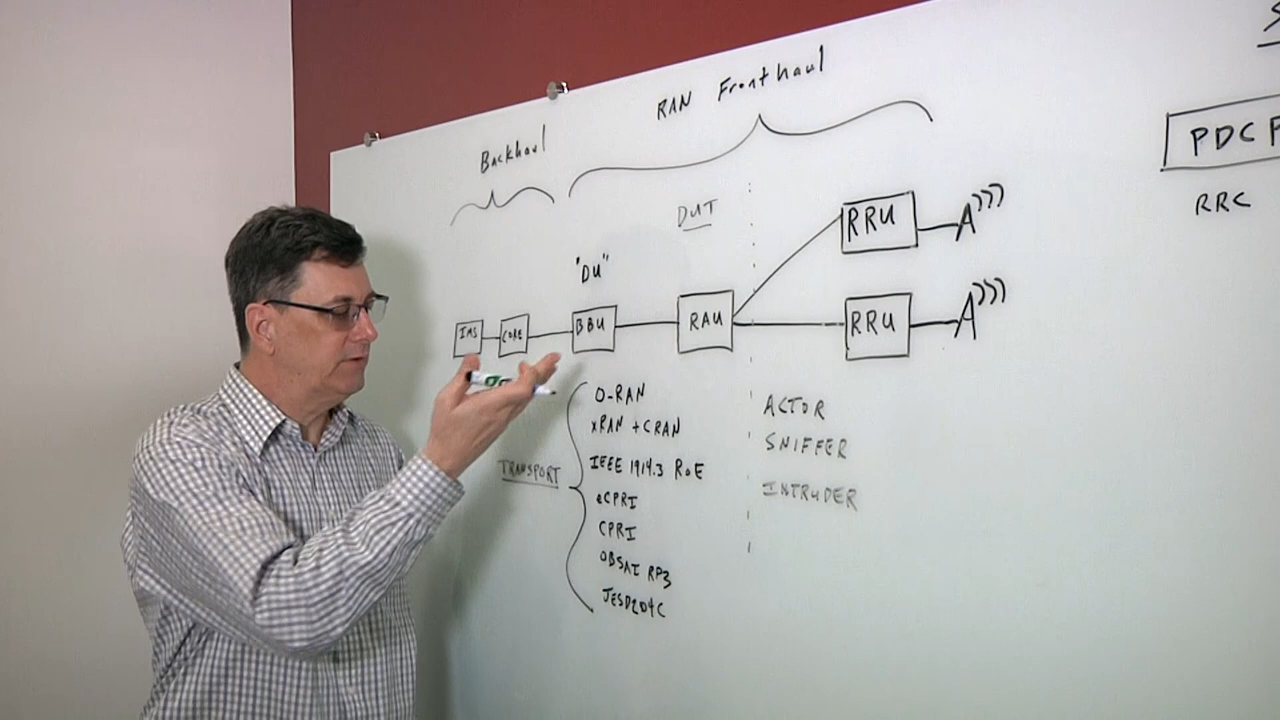 RAN Fronthaul
Backhaul
DUT
"DU"
IMS
CORE
BBU
RAU
RRU
RRU
TRANSPORT
O-RAN
xRAN + CRAN
IEEE 1914.3 RoE
eCPRI
CPRI
OBSAI RP3
JESD204C
ACTOR
SNIFFER
INTRUDER
PDCP
RRC